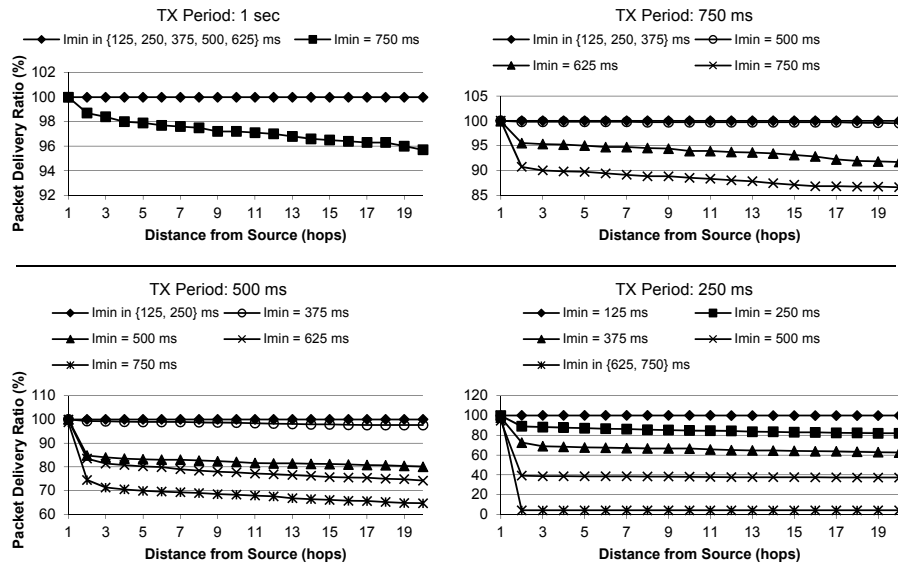 TX Period: 1 sec
Imin in {125, 250, 375, 500, 625} ms
Imin = 750 ms
Packet Delivery Ratio (%)
102
100
98
96
94
92
1 3 5 7 9 11 13 15 17 19
Distance from Source (hops)
TX Period: 750 ms
Imin in {125, 250, 375} ms
Imin = 500 ms
Imin = 625 ms
Imin = 750 ms
105
100
95
90
85
1 3 5 7 9 11 13 15 17 19
Distance from Source (hops)
TX Period: 500 ms
Imin in {125, 250} ms
Imin = 375 ms
Imin = 500 ms
Imin = 625 ms
Imin = 750 ms
Packet Delivery Ratio (%)
110
100
90
80
70
60
1 3 5 7 9 11 13 15 17 19
Distance from Source (hops)
TX Period: 250 ms
Imin = 125 ms
Imin = 250 ms
Imin = 375 ms
Imin = 500 ms
Imin in {625, 750} ms
120
100
80
60
40
20
0
1 3 5 7 9 11 13 15 17 19
Distance from Source (hops)